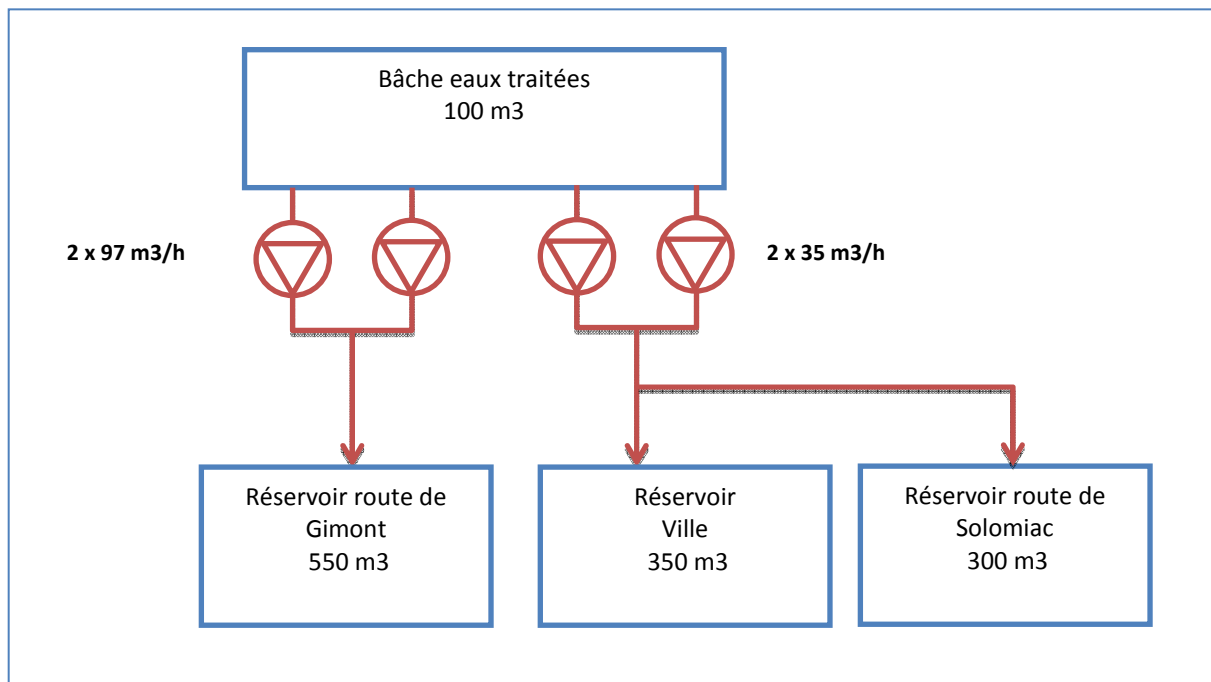 Bâche eaux traitées
100 m3
2 x 97 m3/h
2 x 35 m3/h
Réservoir route de
Gimont
550 m3
Réservoir
Ville
350 m3
Réservoir route de
Solomiac
300 m3